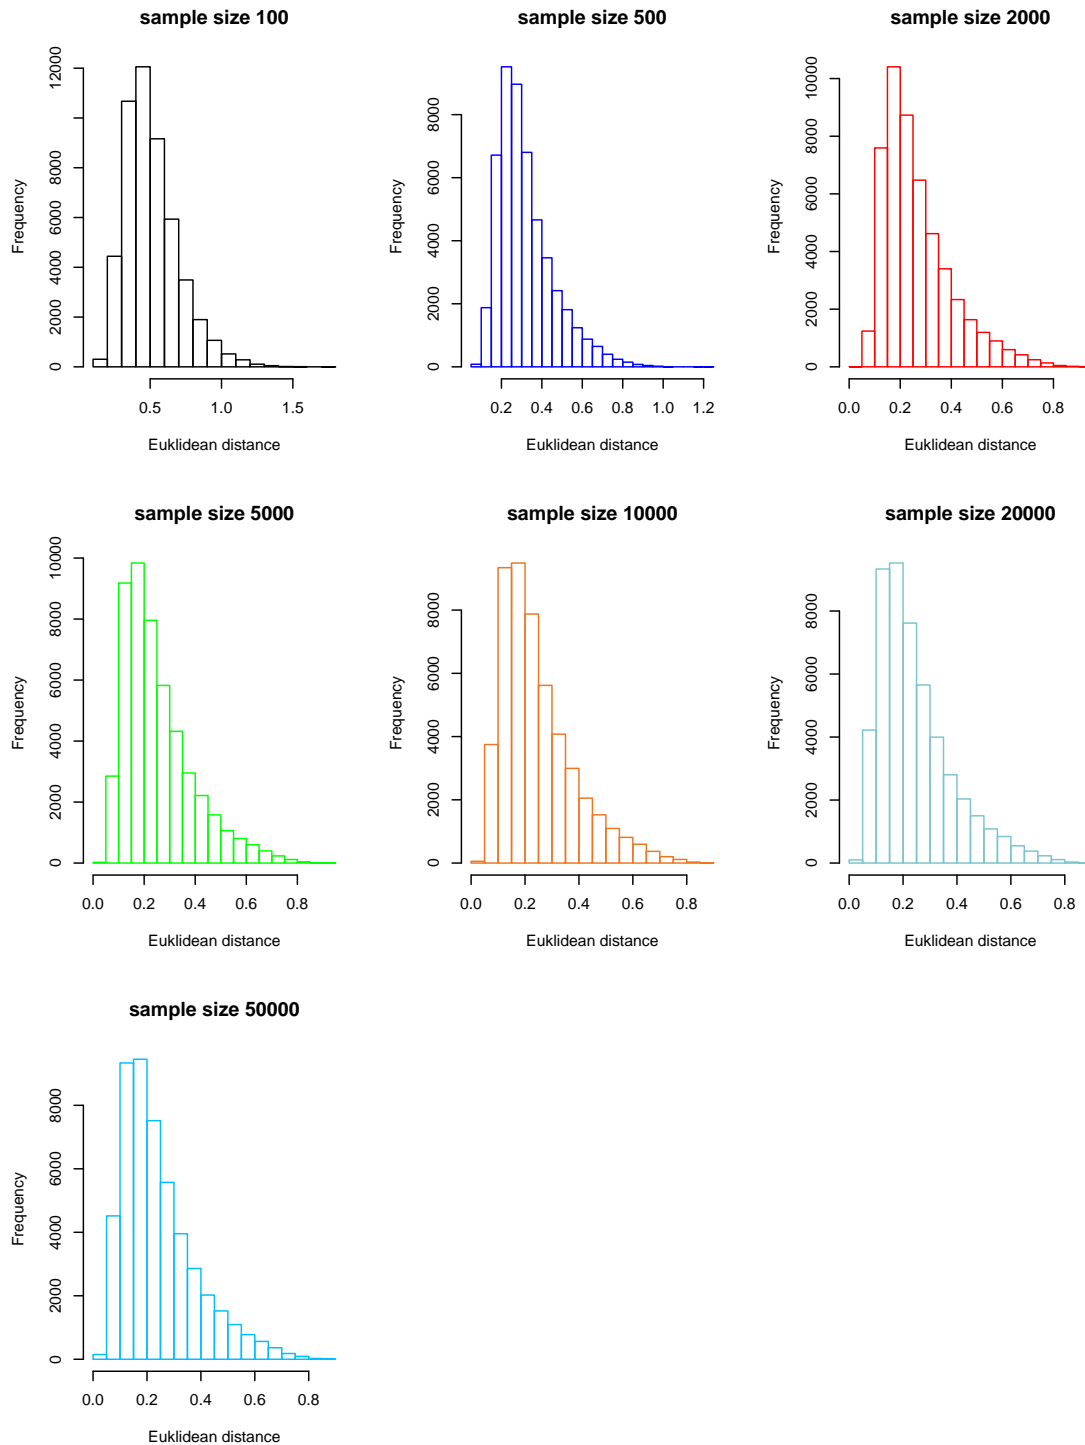 sample size 100
12000
8000
6000
4000
2000
0
Frequency
0.5 1.0 1.5
Euklidean distance
sample size 500
8000
6000
4000
2000
0
Frequency
0.2 0.4 0.6 0.8 1.0 1.2
Euklidean distance
sample size 2000
10000
8000
6000
4000
2000
0
Frequency
0.0 0.2 0.4 0.6 0.8
Euklidean distance
sample size 5000
10000
8000
6000
4000
2000
0
Frequency
0.0 0.2 0.4 0.6 0.8
Euklidean distance
sample size 10000
8000
6000
4000
2000
0
Frequency
0.0 0.2 0.4 0.6 0.8
Euklidean distance
sample size 20000
8000
6000
4000
2000
0
Frequency
0.0 0.2 0.4 0.6 0.8
Euklidean distance
sample size 50000
8000
6000
4000
2000
0
Frequency
0.0 0.2 0.4 0.6 0.8
Euklidean distance